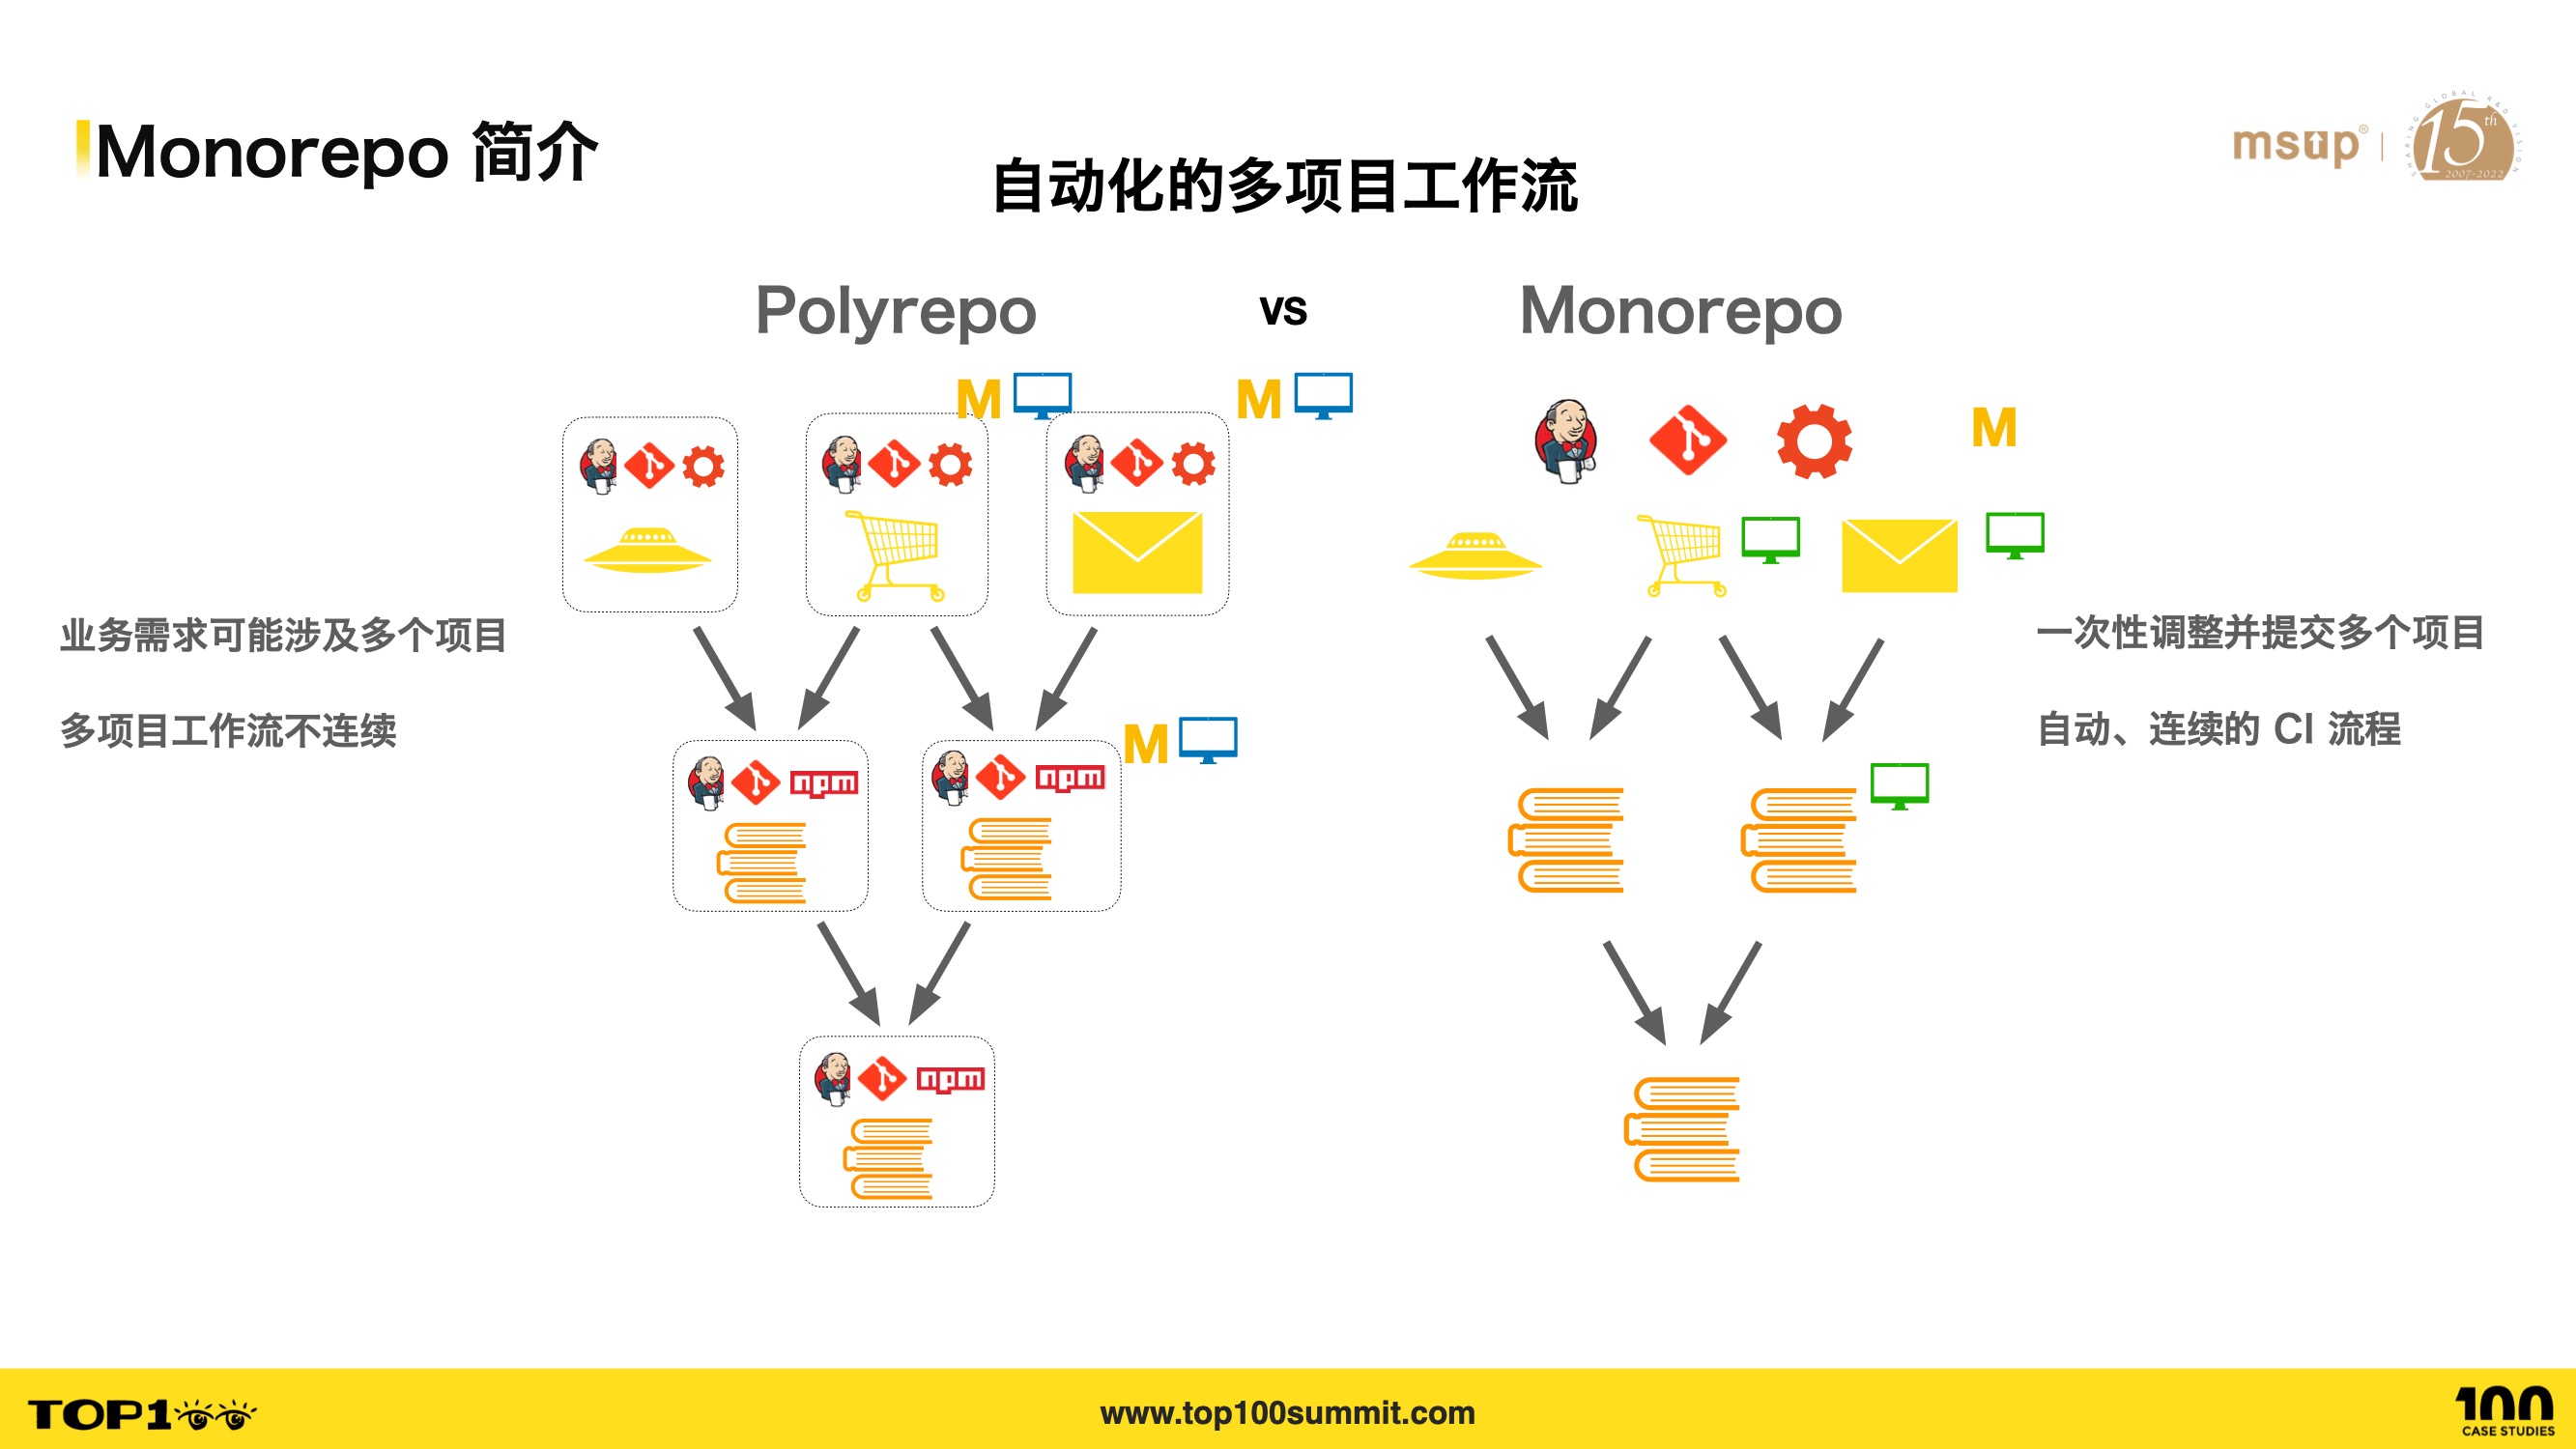 Monorepo 简介
自动化的多项目工作流
msup®
SHARING GLOBAL R&D VISION
15th
2007-2022
Polyrepo
vs
Monorepo
M
M
M
业务需求可能涉及多个项目
多项目工作流不连续
一次性调整并提交多个项目
自动、连续的 CI 流程
npm
npm
M
npm
TOP100
www.top100summit.com
100
CASE STUDIES